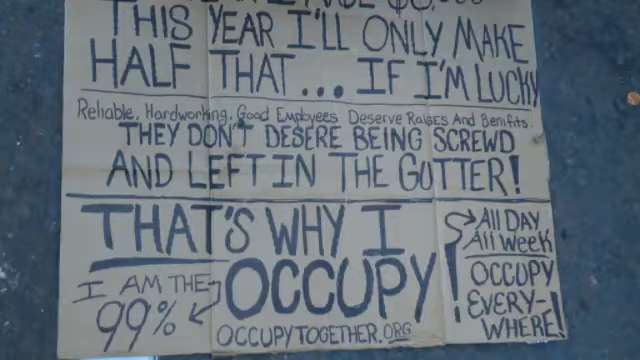 THIS YEAR I'LL ONLY MAKE
HALF THAT... IF I'M LUCKY
Reliable, Hardworking, Good Employees Deserve Raises And Benifits.
THEY DON'T DESERE BEING SCREWD
AND LEFT IN THE GUTTER!
THAT'S WHY I
OCCUPY!
I AM THE
99%
OCCUPYTOGETHER.ORG
All DAY
All Week
OCCUPY
EVERY-
WHERE!